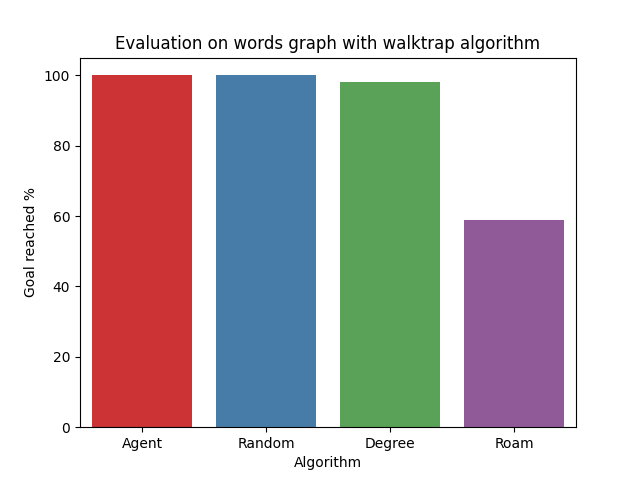 Evaluation on words graph with walktrap algorithm
Goal reached %
100
80
60
40
20
0
Agent Random Degree Roam
Algorithm